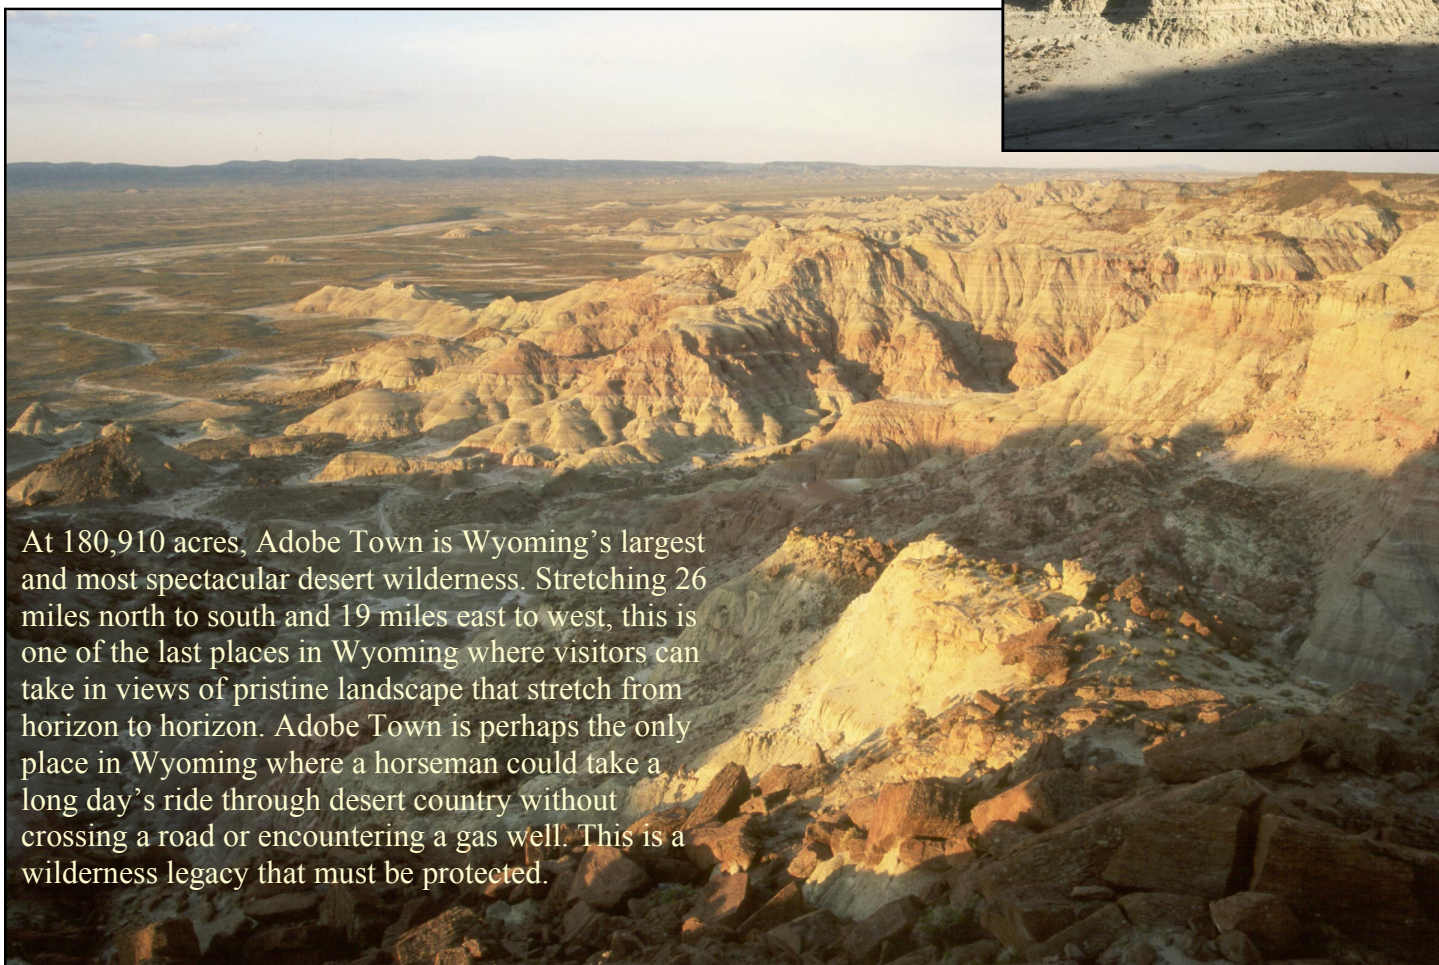 At 180,910 acres, Adobe Town is Wyoming’s largest
and most spectacular desert wilderness. Stretching 26
miles north to south and 19 miles east to west, this is
one of the last places in Wyoming where visitors can
take in views of pristine landscape that stretch from
horizon to horizon. Adobe Town is perhaps the only
place in Wyoming where a horseman could take a
long day’s ride through desert country without
crossing a road or encountering a gas well. This is a
wilderness legacy that must be protected.